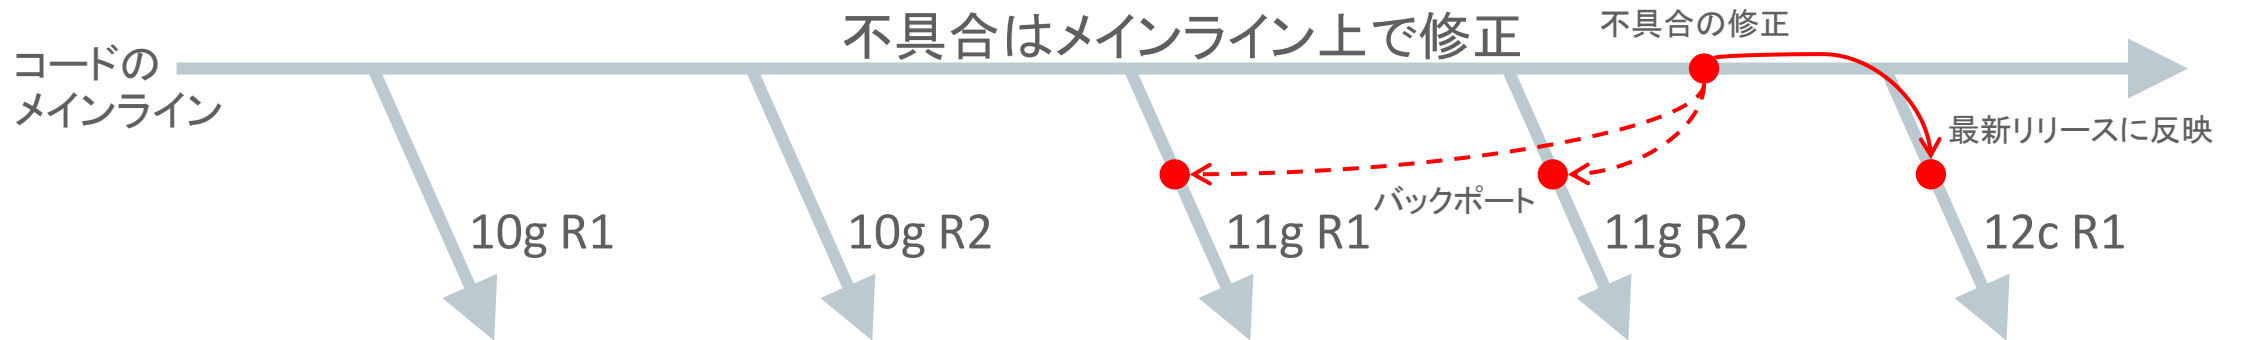 不具合はメインライン上で修正
不具合の修正
コードの
メインライン
最新リリースに反映
バックポート
10g R1
10g R2
11g R1
11g R2
12c R1